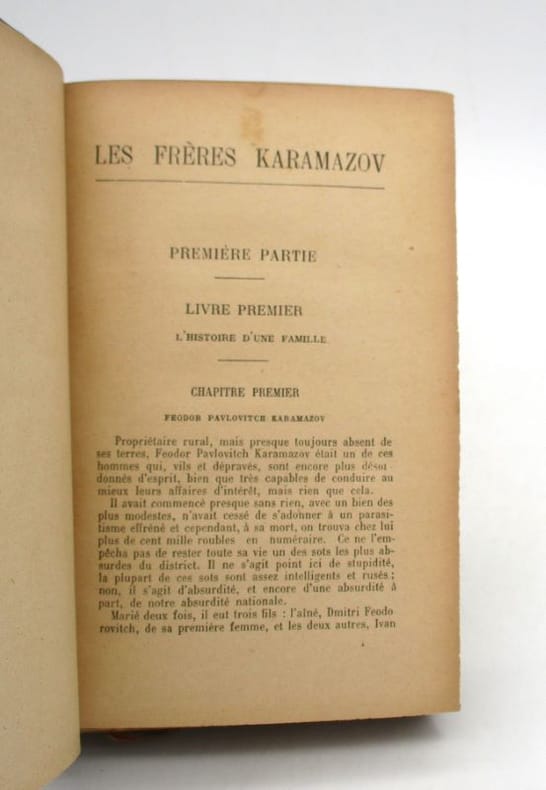 LES FRÈRES KARAMAZOV
PREMIÈRE PARTIE
LIVRE PREMIER
L'HISTOIRE D'UNE FAMILLE
CHAPITRE PREMIER
FEODOR PAVLOVITCH KARAMAZOV
Propriétaire rural, mais presque toujours absent de
ses terres, Feodor Pavlovitch Karamazov était un de ces
hommes qui, vils et dépravés, sont encore plus désor-
donnés d'esprit, bien que très capables de conduire au
mieux leurs affaires d'intérêt, mais rien que cela.
Il avait commencé presque sans rien, avec un bien des
plus modestes, n'avait cessé de s'adonner à un parasi-
tisme effréné et cependant, à sa mort, on trouva chez lui
plus de cent mille roubles en numéraire. Ce ne l'em-
pêcha pas de rester toute sa vie un des sots les plus ab-
surdes du district. Il ne s'agit point ici de stupidité,
la plupart de ces sots sont assez intelligents et rusés ;
non, il s'agit d'absurdité, et encore d'une absurdité à
part, de notre absurdité nationale.
Marié deux fois, il eut trois fils : l'aîné, Dmitri Feodo
rovitch, de sa première femme, et les deux autres, Ivan